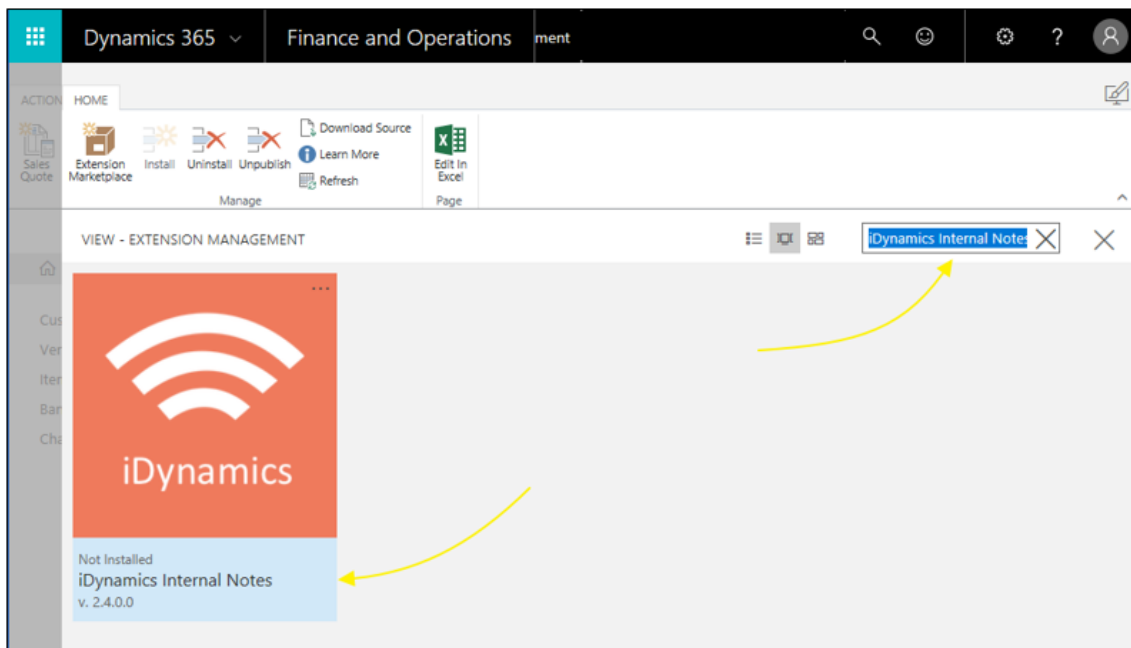 Dynamics 365
Finance and Operations
ment
?
ACTION
HOME
Sales
Quote
Extension
Marketplace
Install
Uninstall
Unpublish
Download Source
Learn More
Refresh
Edit In
Excel
Manage
Page
VIEW - EXTENSION MANAGEMENT
iDynamics Internal Notes
Cus
Ver
Iter
Bar
Cha
iDynamics
Not Installed
iDynamics Internal Notes
v. 2.4.0.0